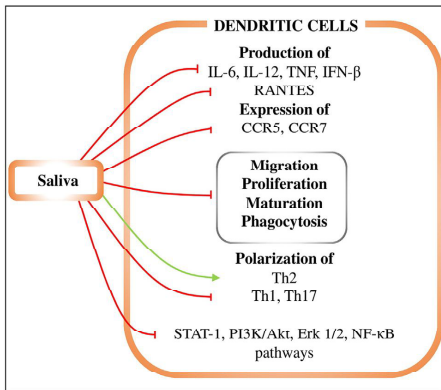 DENDRITIC CELLS
Production of
IL-6, IL-12, TNF, IFN-β
RANTES
Expression of
CCR5, CCR7
Saliva
Migration
Proliferation
Maturation
Phagocytosis
Polarization of
Th2
Th1, Th17
STAT-1, PI3K/Akt, Erk 1/2, NF-κB
pathways